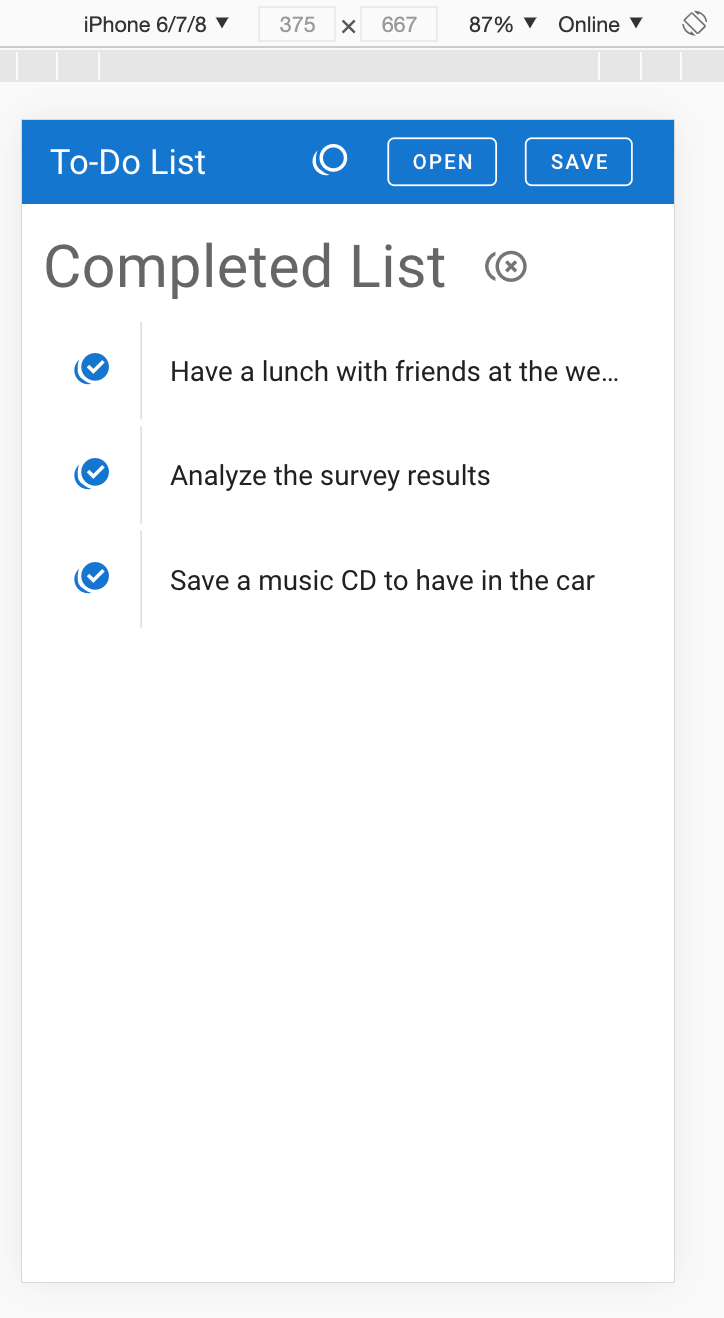 iPhone 6/7/8 ▼ 375 × 667 87% ▼ Online ▼
To-Do List OPEN SAVE
Completed List
Have a lunch with friends at the we...
Analyze the survey results
Save a music CD to have in the car